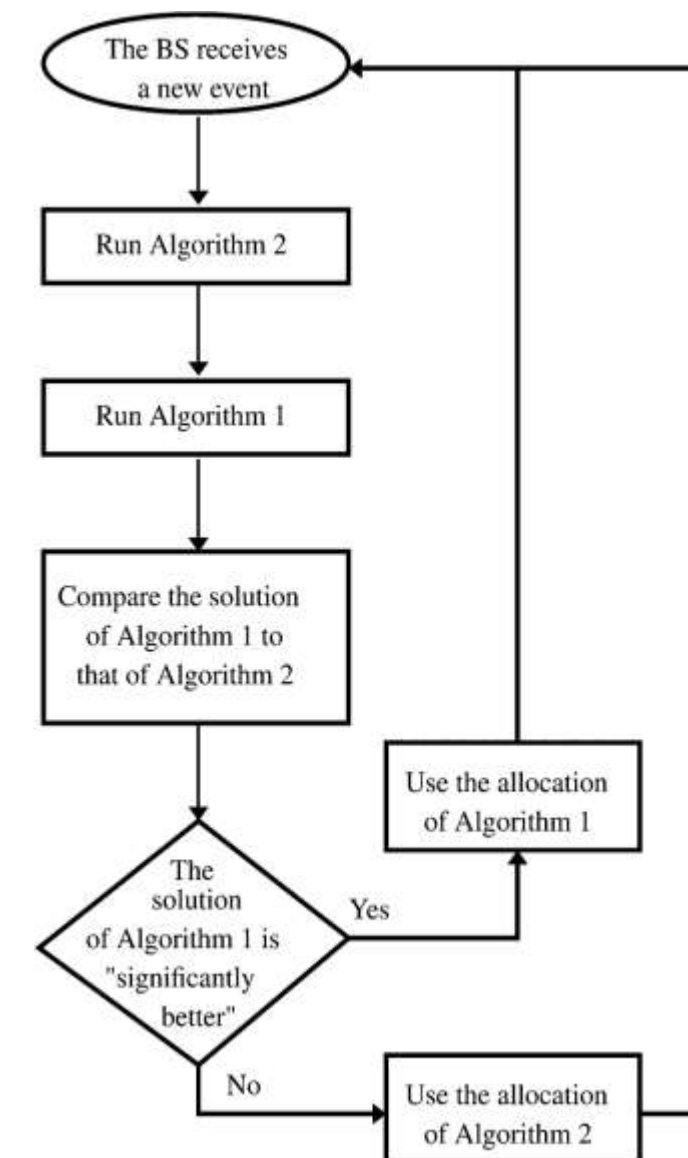 The BS receives
a new event
Run Algorithm 2
Run Algorithm 1
Compare the solution
of Algorithm 1 to
that of Algorithm 2
Use the allocation
of Algorithm 1
The
solution
of Algorithm 1 is
"significantly
better"
Yes
No
Use the allocation
of Algorithm 2